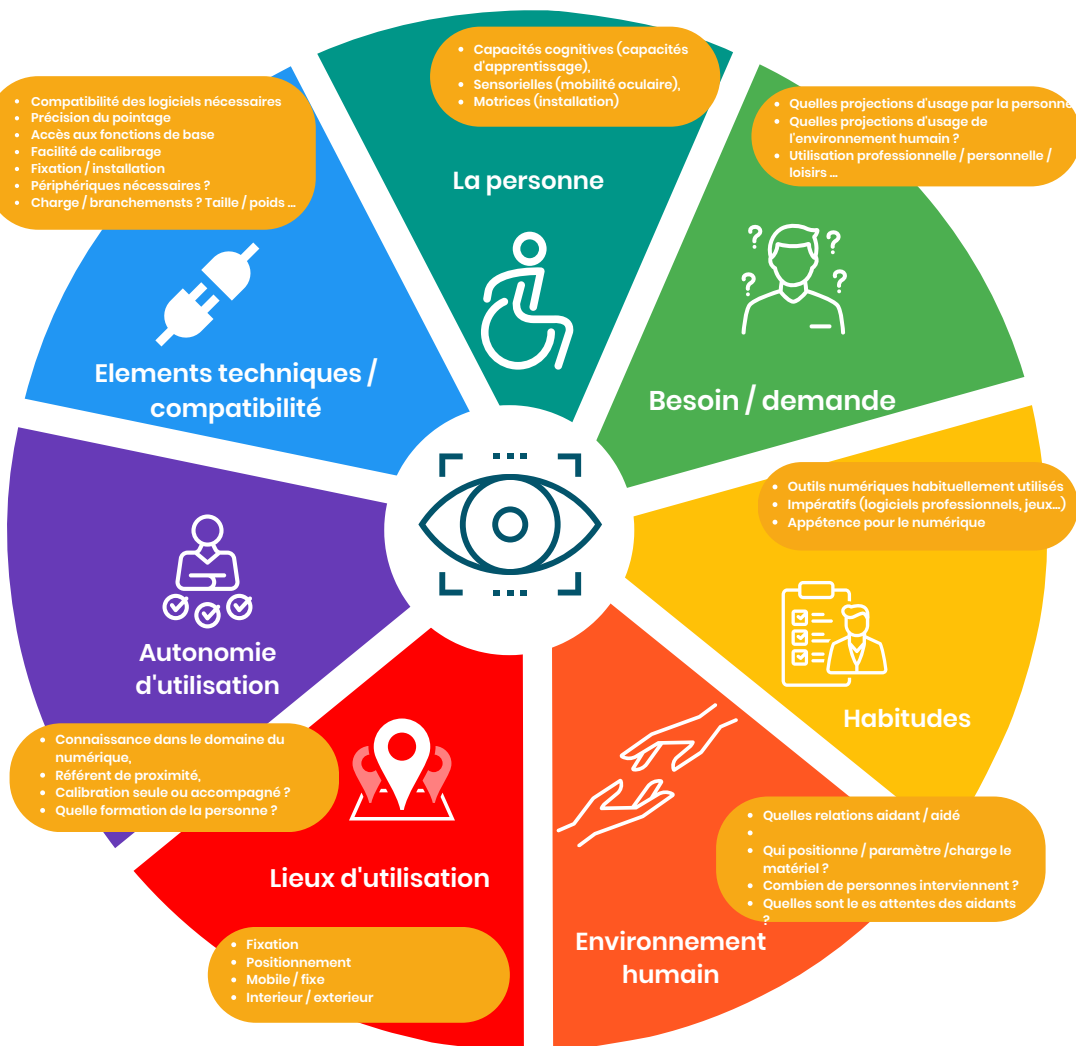 • Capacités cognitives (capacités
d'apprentissage),
• Sensorielles (mobilité oculaire),
• Motrices (installation)
La personne
• Quelles projections d'usage par la personne
• Quelles projections d'usage de
l'environnement humain ?
• Utilisation professionnelle / personnelle /
loisirs ...
Besoin / demande
• Outils numériques habituellement utilisés
• Impératifs (logiciels professionnels, jeux...)
• Appétence pour le numérique
Habitudes
• Quelles relations aidant / aidé
•
• Qui positionne / paramètre /charge le
matériel ?
• Combien de personnes interviennent ?
• Quelles sont le es attentes des aidants
?
Environnement
humain
Lieux d'utilisation
• Fixation
• Positionnement
• Mobile / fixe
• Interieur / exterieur
Autonomie
d'utilisation
• Connaissance dans le domaine du
numérique,
• Référent de proximité,
• Calibration seule ou accompagné ?
• Quelle formation de la personne ?
• Compatibilité des logiciels nécessaires
• Précision du pointage
• Accès aux fonctions de base
• Facilité de calibrage
• Fixation / installation
• Périphériques nécessaires ?
• Charge / branchemensts ? Taille / poids ...
Elements techniques /
compatibilité